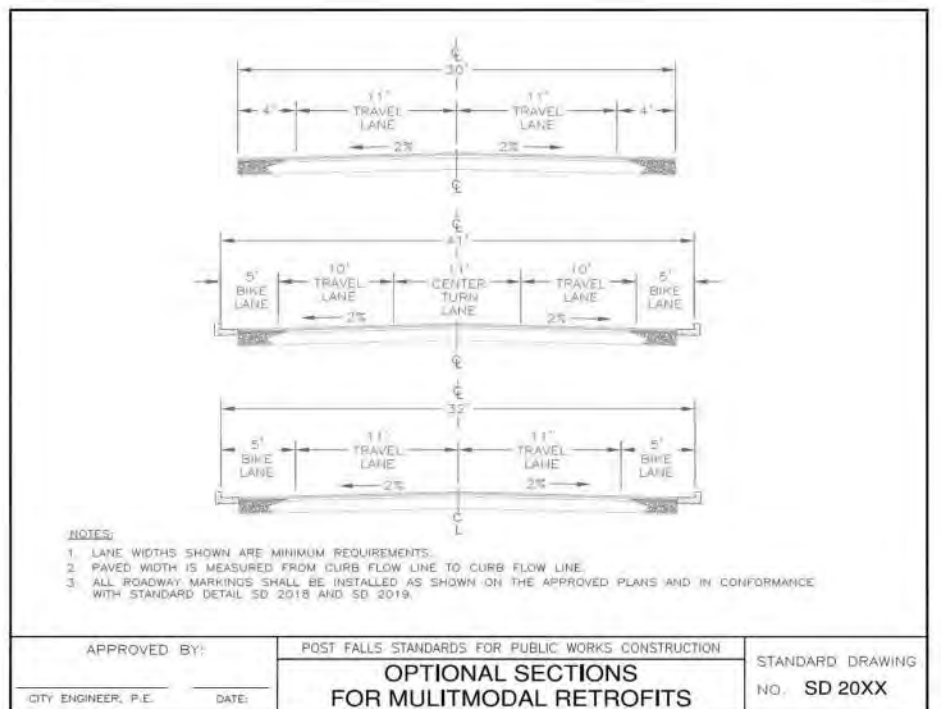 ℄
30'
4' 11' TRAVEL LANE 11' TRAVEL LANE 4'
2% 2%
℄
℄
41'
5' BIKE LANE 10' TRAVEL LANE 11' CENTER TURN LANE 10' TRAVEL LANE 5' BIKE LANE
2% 2%
℄
℄
32'
5' BIKE LANE 11' TRAVEL LANE 11' TRAVEL LANE 5' BIKE LANE
2% 2%
C
L
NOTES:
1. LANE WIDTHS SHOWN ARE MINIMUM REQUIREMENTS.
2. PAVED WIDTH IS MEASURED FROM CURB FLOW LINE TO CURB FLOW LINE.
3. ALL ROADWAY MARKINGS SHALL BE INSTALLED AS SHOWN ON THE APPROVED PLANS AND IN CONFORMANCE
WITH STANDARD DETAIL SD 2018 AND SD 2019.
APPROVED BY:
CITY ENGINEER, P.E. DATE:
POST FALLS STANDARDS FOR PUBLIC WORKS CONSTRUCTION
OPTIONAL SECTIONS
FOR MULITMODAL RETROFITS
STANDARD DRAWING
NO. SD 20XX